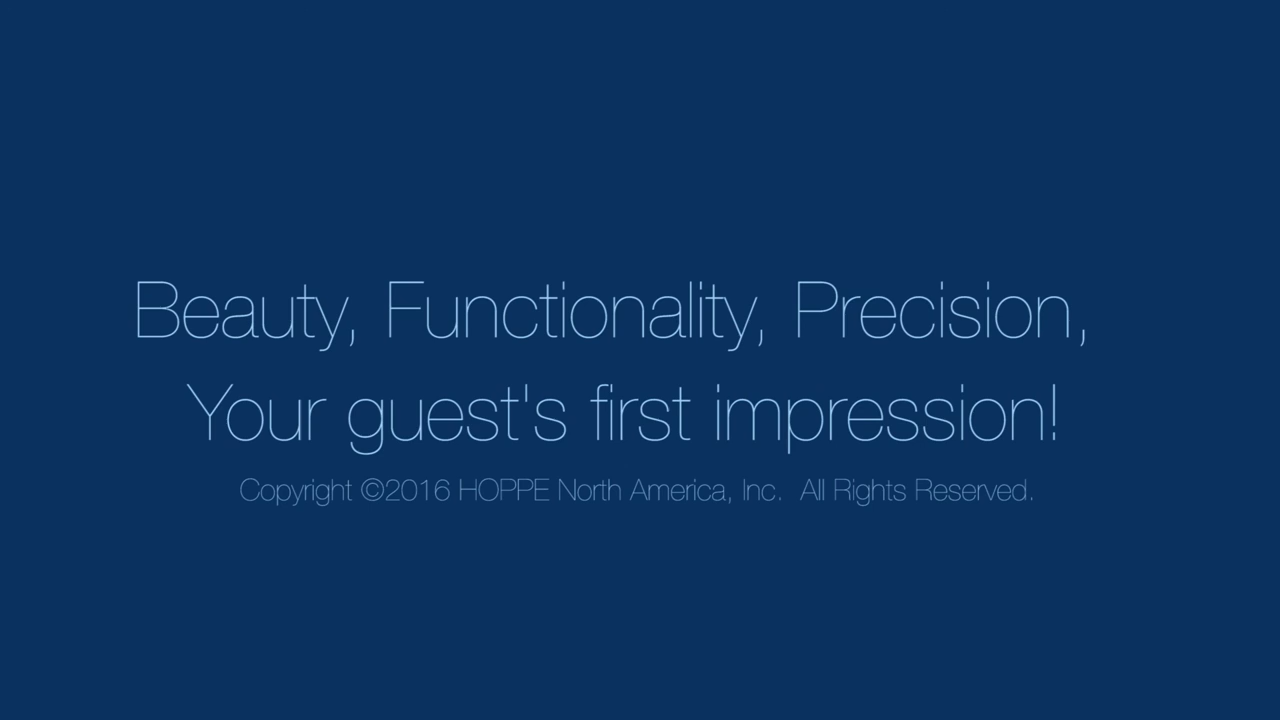 Beauty, Functionality, Precision,
Your guest's first impression!
Copyright ©2016 HOPPE North America, Inc.  All Rights Reserved.